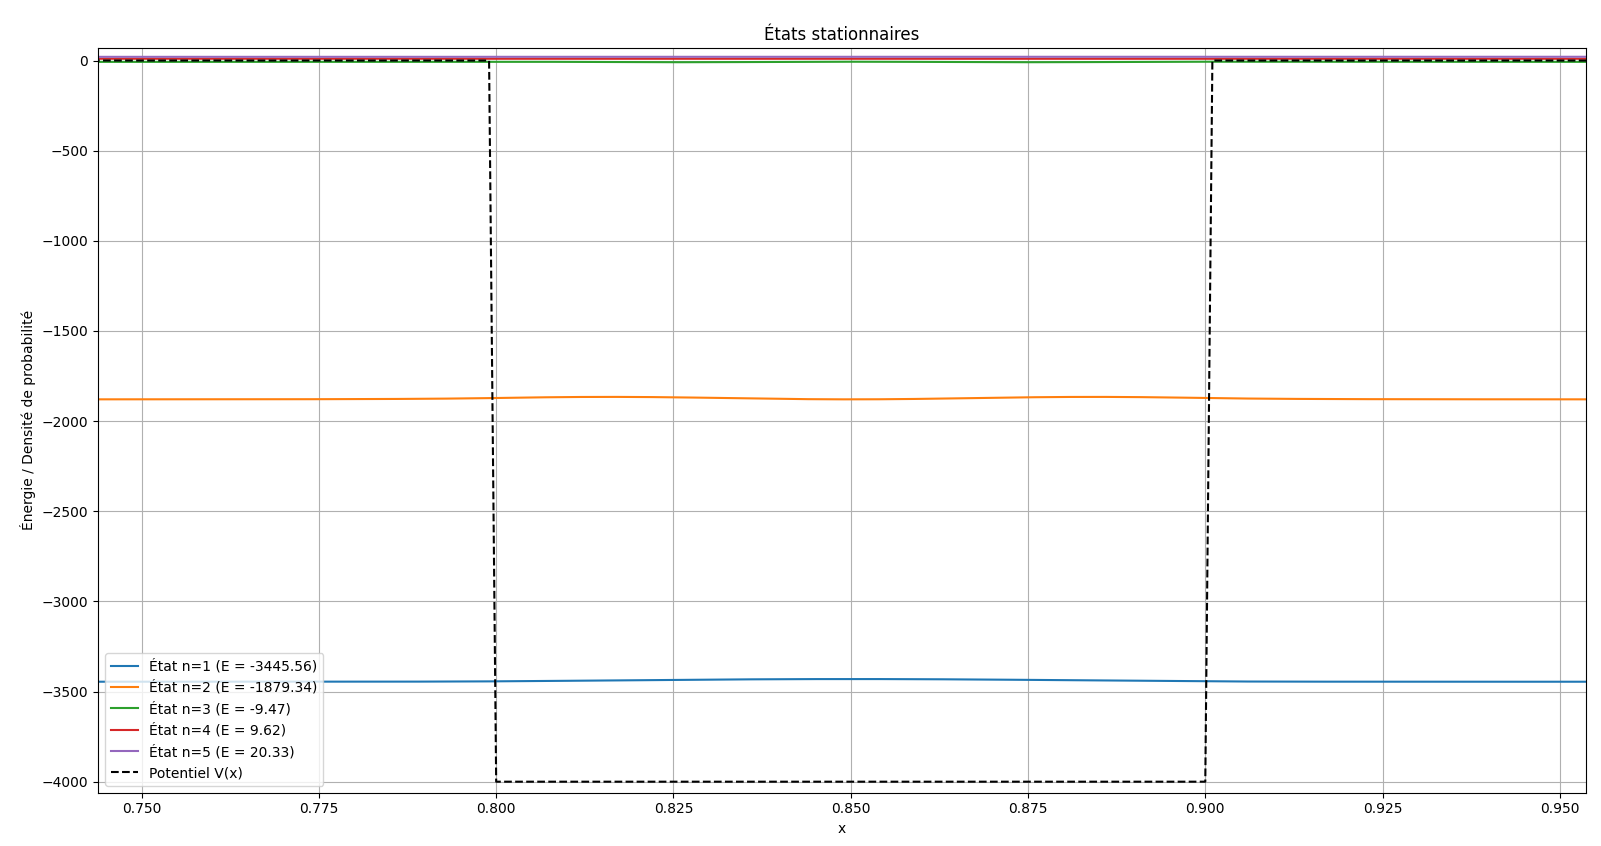 États stationnaires
0
−500
−1000
−1500
−2000
−2500
−3000
−3500
−4000
Énergie / Densité de probabilité
État n=1 (E = -3445.56)
État n=2 (E = -1879.34)
État n=3 (E = -9.47)
État n=4 (E = 9.62)
État n=5 (E = 20.33)
Potentiel V(x)
0.750 0.775 0.800 0.825 0.850 0.875 0.900 0.925 0.950
x